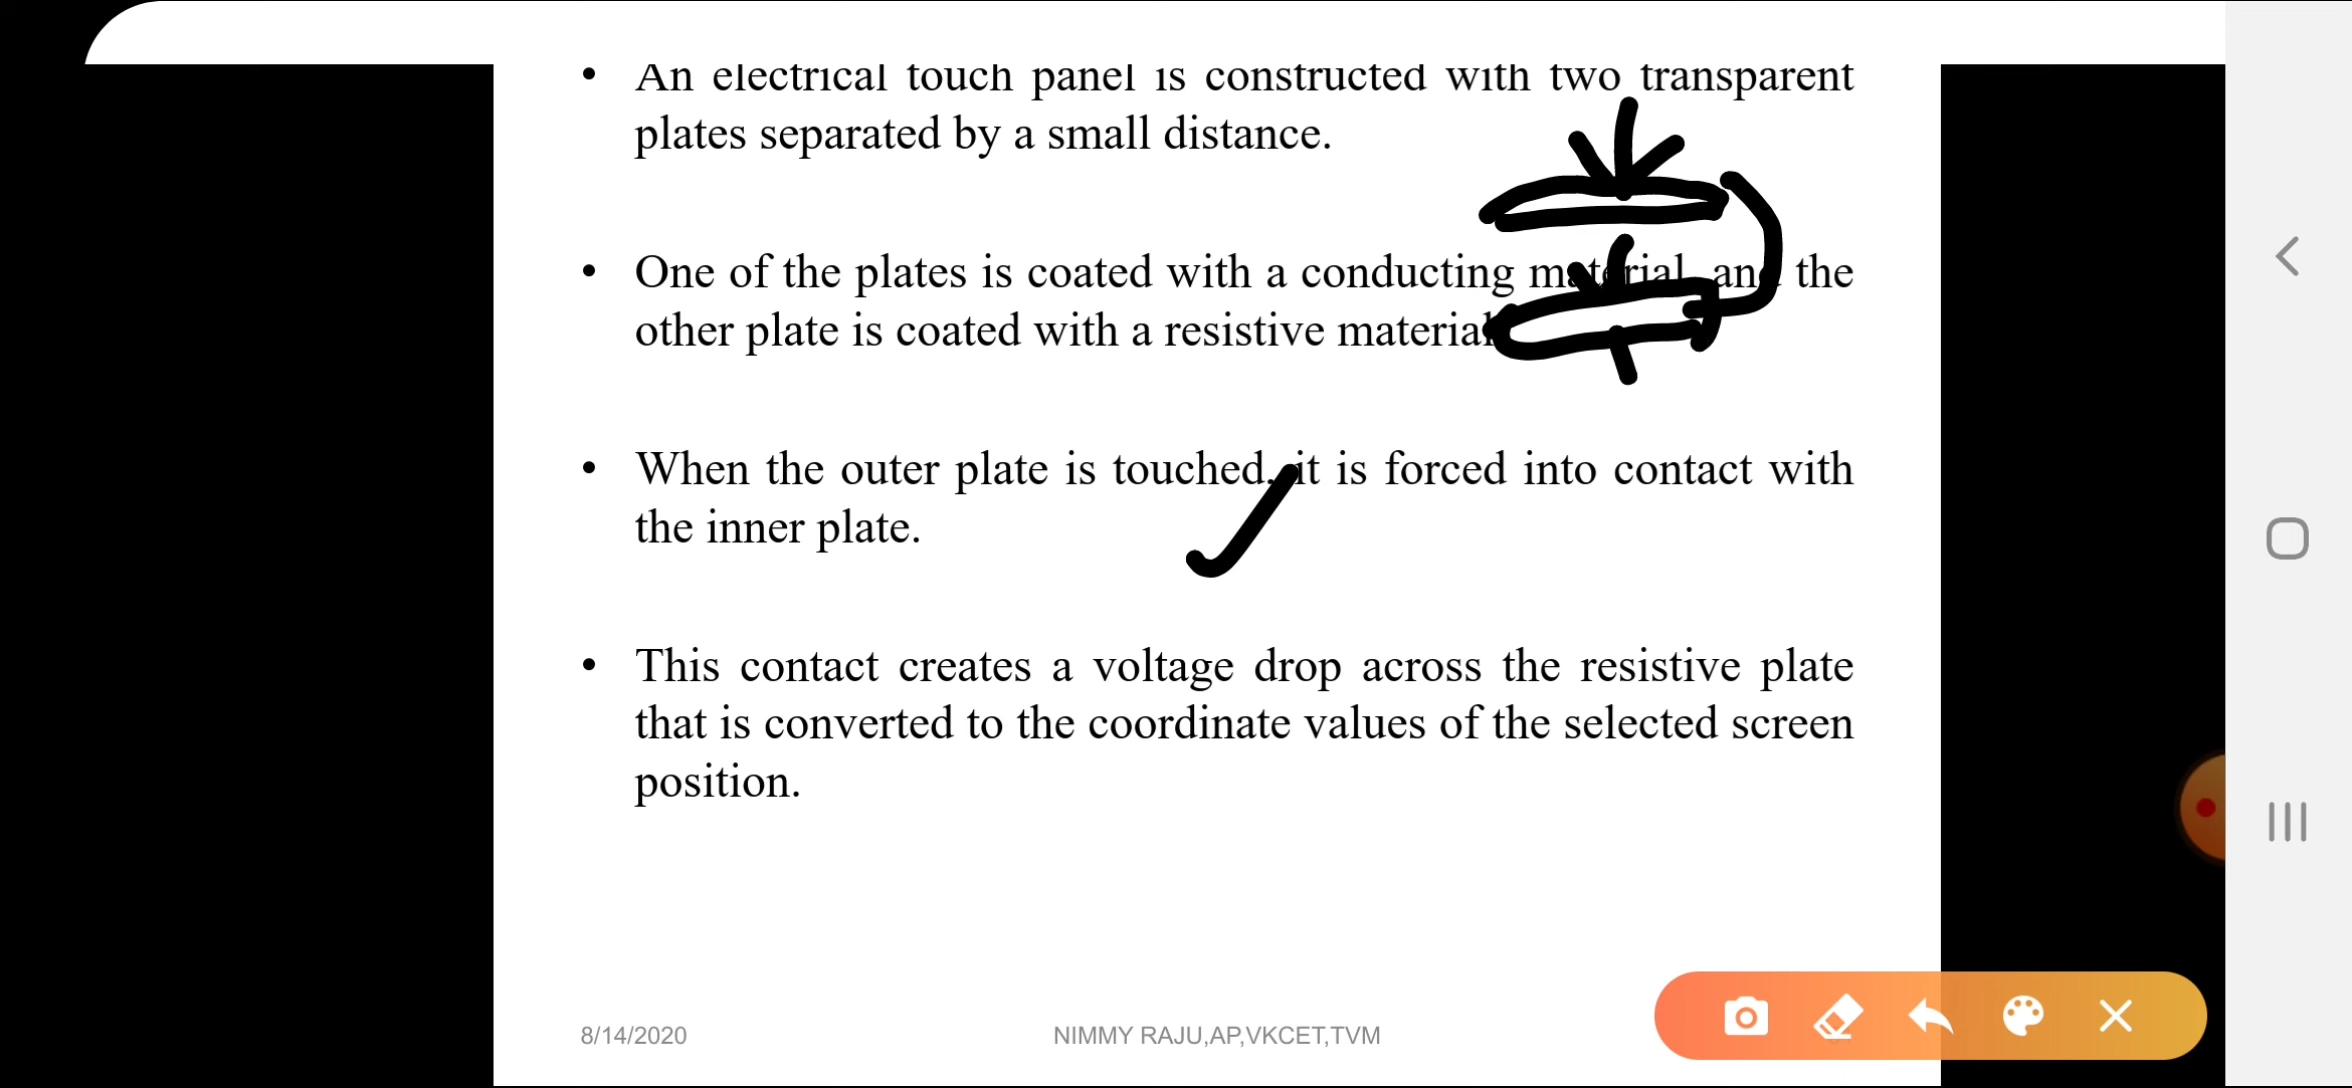 • An electrical touch panel is constructed with two transparent
plates separated by a small distance.
• One of the plates is coated with a conducting material, and the
other plate is coated with a resistive material
• When the outer plate is touched, it is forced into contact with
the inner plate.
• This contact creates a voltage drop across the resistive plate
that is converted to the coordinate values of the selected screen
position.
8/14/2020 NIMMY RAJU,AP,VKCET,TVM